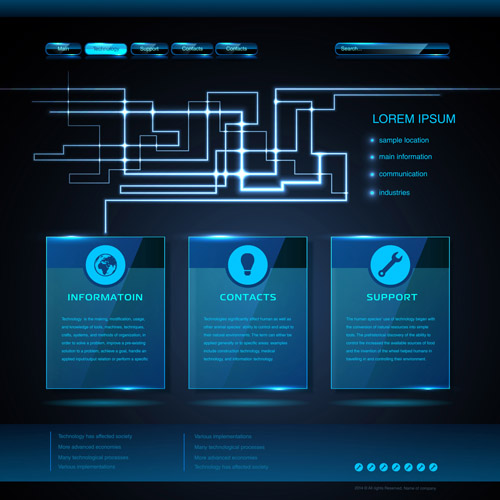 Main
Technology
Support
Contacts
Contacts
Search...
LOREM IPSUM
sample location
main information
communication
industries
INFORMATOIN
Technology is the making, modification, usage,
and knowledge of tools, machines, techniques,
crafts, systems, and methods of organization, in
order to solve a problem, improve a pre-existing
solution to a problem, achieve a goal, handle an
applied input/output relation or perform a specific
CONTACTS
Technologies significantly affect human as well as
other animal species' ability to control and adapt to
their natural environments. The term can either be
applied generally or to specific areas: examples
include construction technology, medical
technology, and information technology.
SUPPORT
The human species' use of technology began with
the conversion of natural resources into simple
tools. The prehistorical discovery of the ability to
control fire increased the available sources of food
and the invention of the wheel helped humans in
travelling in and controlling their environment.
Technology has affected society
More advanced economies
Many technological processes
Various implementations
Various implementations
Many technological processes
More advanced economies
Technology has affected society
2014 © All Rights Reserved, Name of company